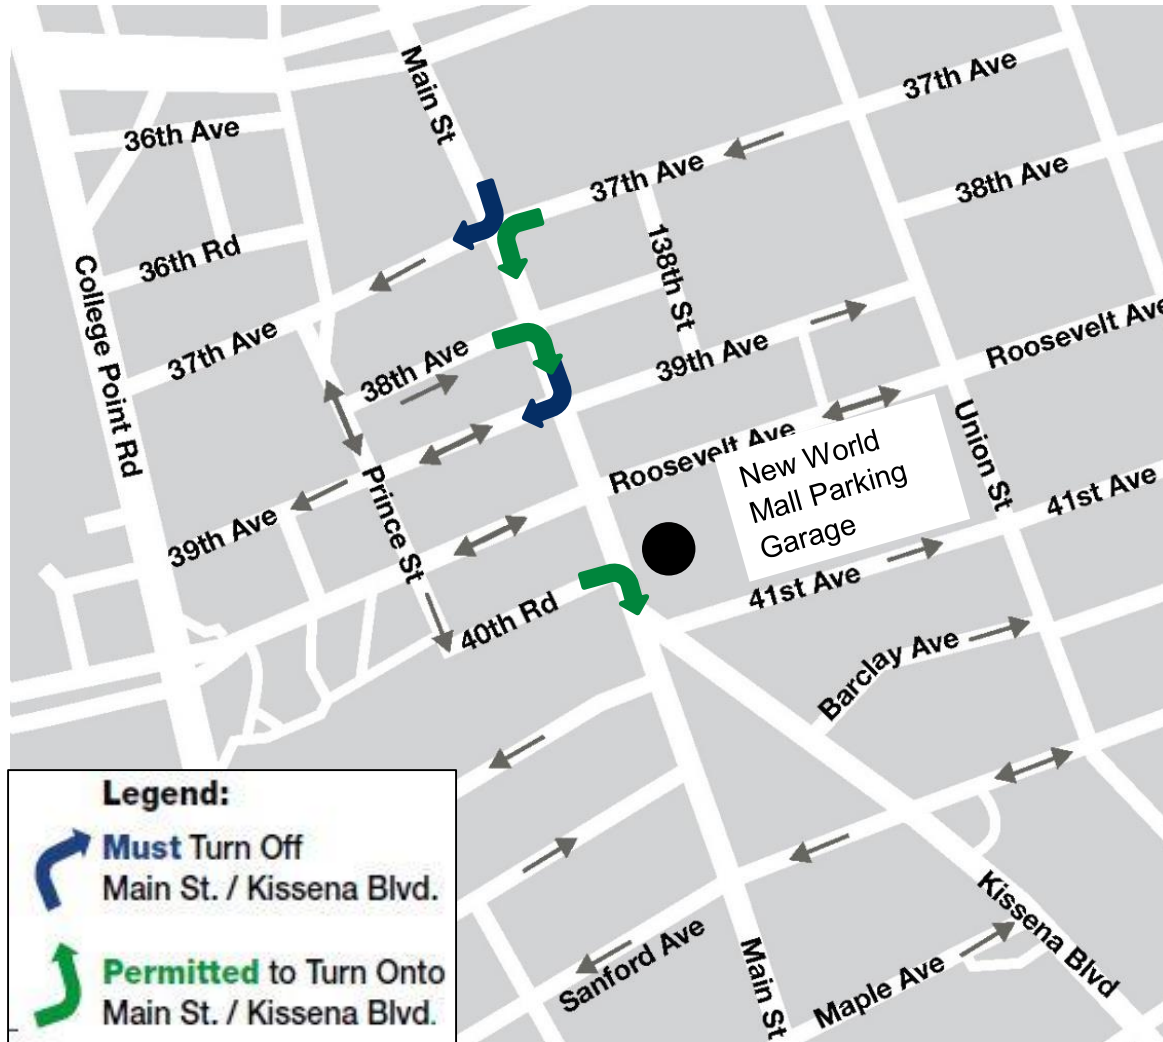 Main St
37th Ave
36th Ave
37th Ave
38th Ave
36th Rd
138th St
College Point Rd
37th Ave
38th Ave
39th Ave
Roosevelt Ave
Roosevelt Ave
Union St
New World
Mall Parking
Garage
41st Ave
39th Ave
Prince St
41st Ave
40th Rd
Barclay Ave
Legend:
Must Turn Off
Main St. / Kissena Blvd.
Permitted to Turn Onto
Main St. / Kissena Blvd.
Kissena Blvd
Sanford Ave
Main St
Maple Ave